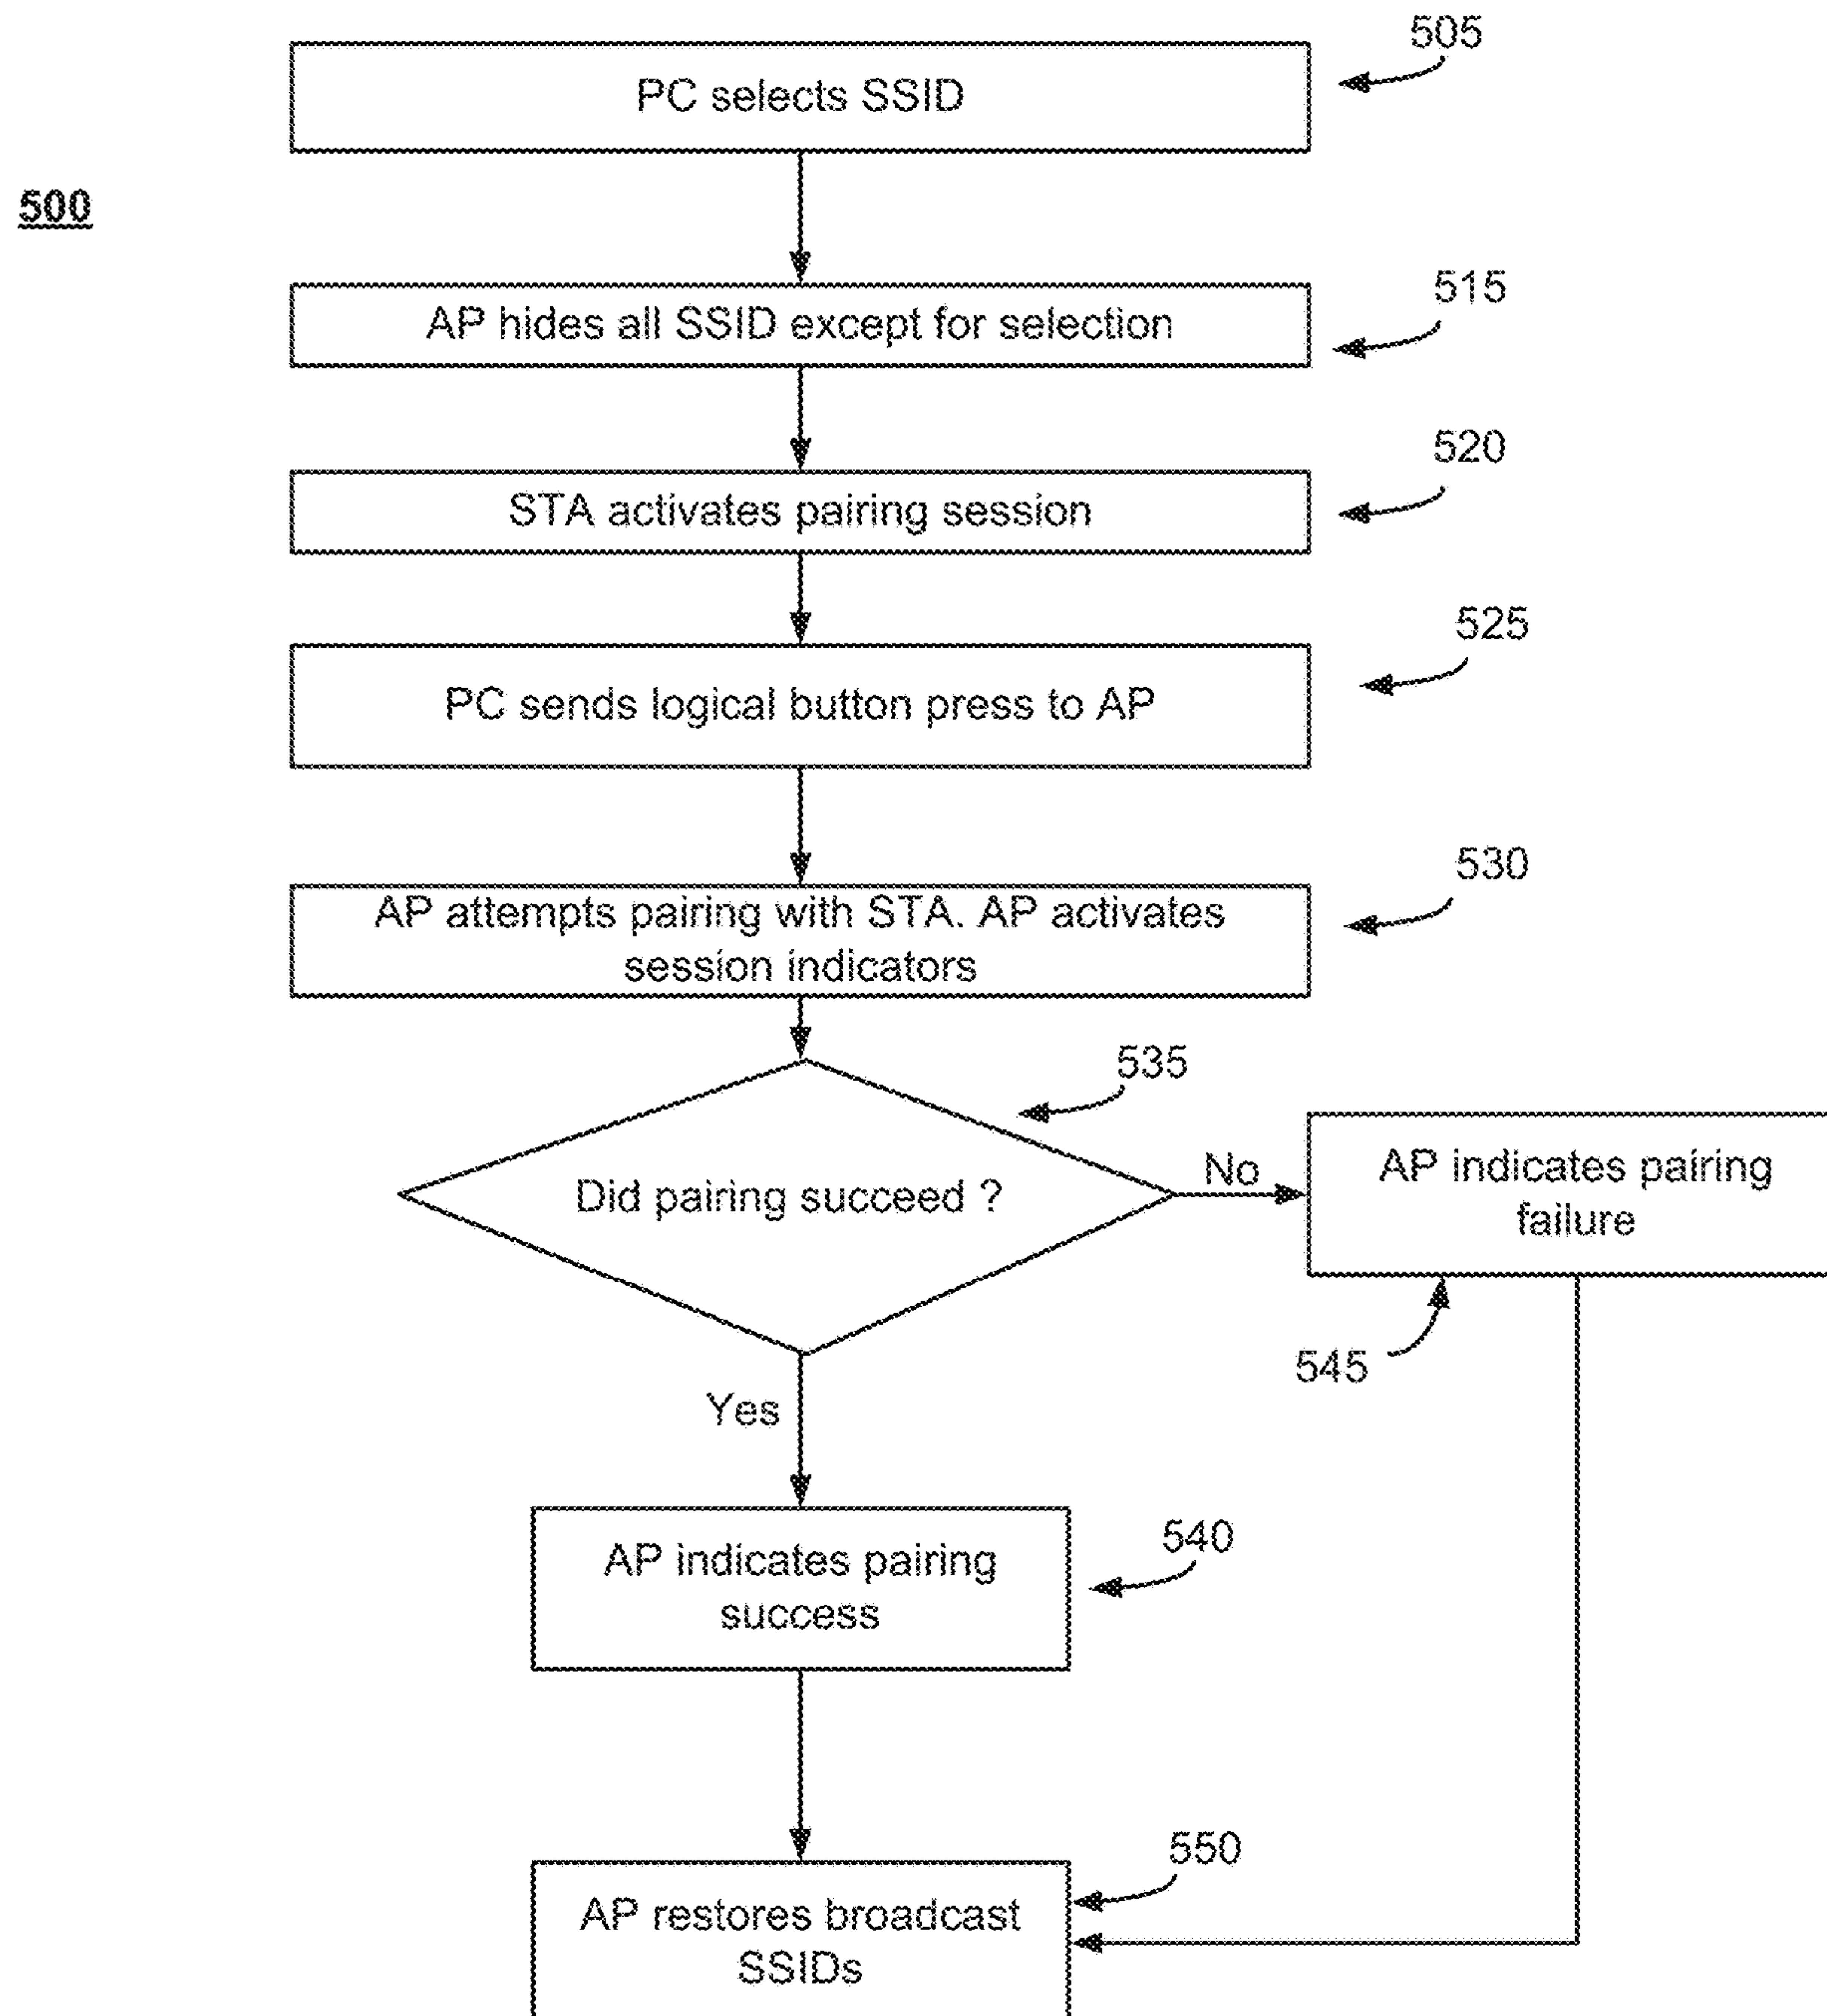 505
PC selects SSID
500
515
AP hides all SSID except for selection
520
STA activates pairing session
525
PC sends logical button press to AP
530
AP attempts pairing with STA. AP activates
session indicators
535
Did pairing succeed ?
No
AP indicates pairing
failure
545
Yes
540
AP indicates pairing
success
550
AP restores broadcast
SSIDs